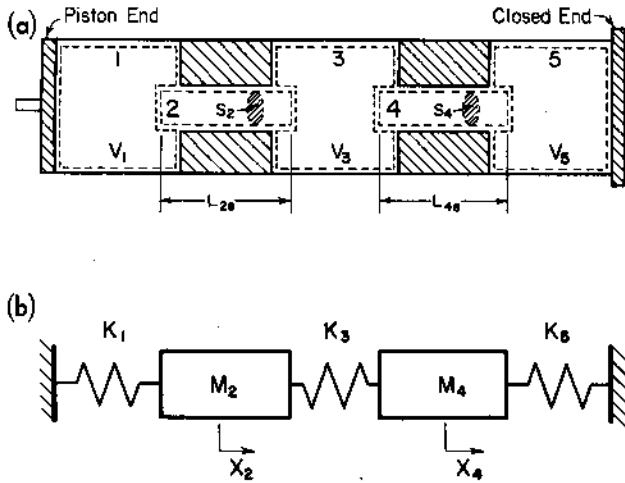 (a)
Piston End
Closed End
1
3
5
2
S₂
4
S₄
V₁
V₃
V₅
L₂ₑ
L₄ₑ
(b)
K₁
K₃
K₅
M₂
M₄
X₂
X₄